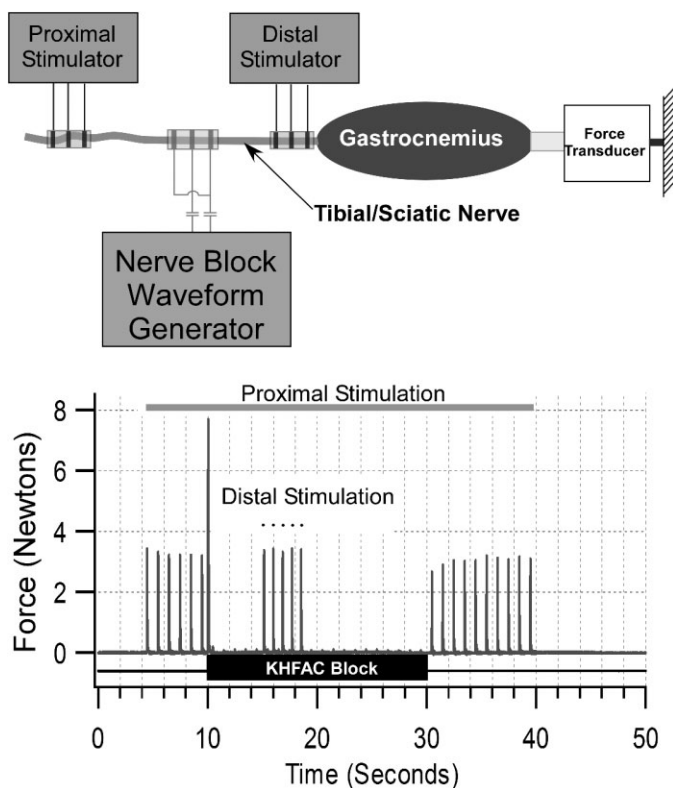 Proximal
Stimulator
Distal
Stimulator
Gastrocnemius
Force
Transducer
Tibial/Sciatic Nerve
Nerve Block
Waveform
Generator
Proximal Stimulation
Distal Stimulation
KHFAC Block
Force (Newtons)
8
6
4
2
0
0 10 20 30 40 50
Time (Seconds)